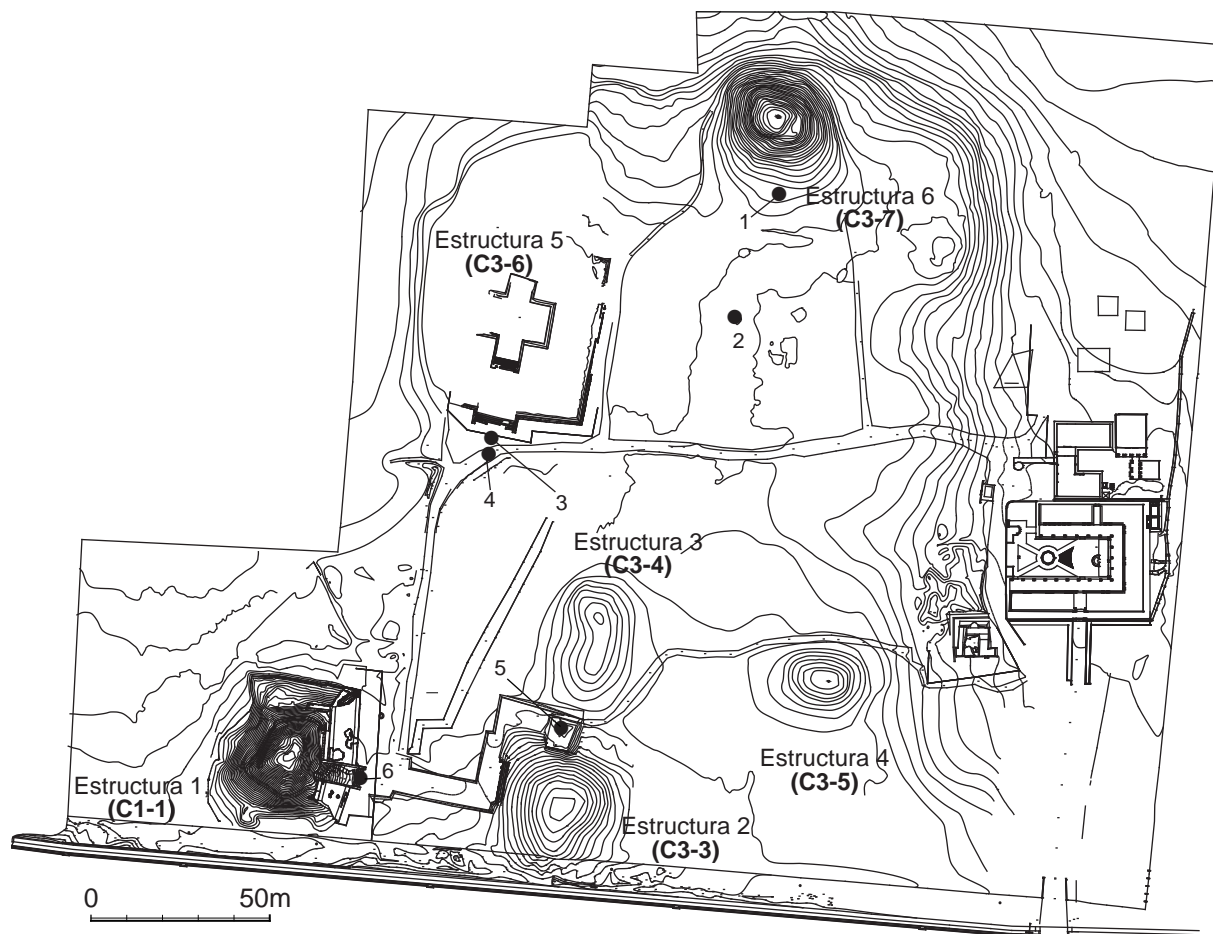 1
Estructura 6
(C3-7)
Estructura 5
(C3-6)
2
4
3
Estructura 3
(C3-4)
5
Estructura 4
(C3-5)
6
Estructura 1
(C1-1)
Estructura 2
(C3-3)
0
50m